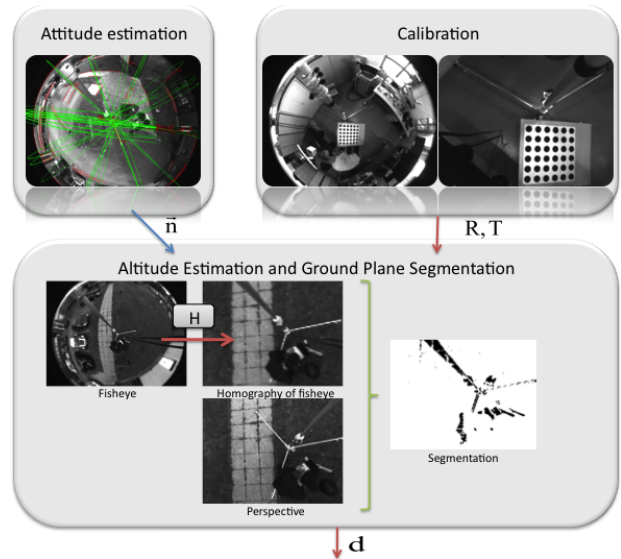 Attitude estimation
Calibration
n⃗
R, T
Altitude Estimation and Ground Plane Segmentation
H
Fisheye
Homography of fisheye
Perspective
Segmentation
d